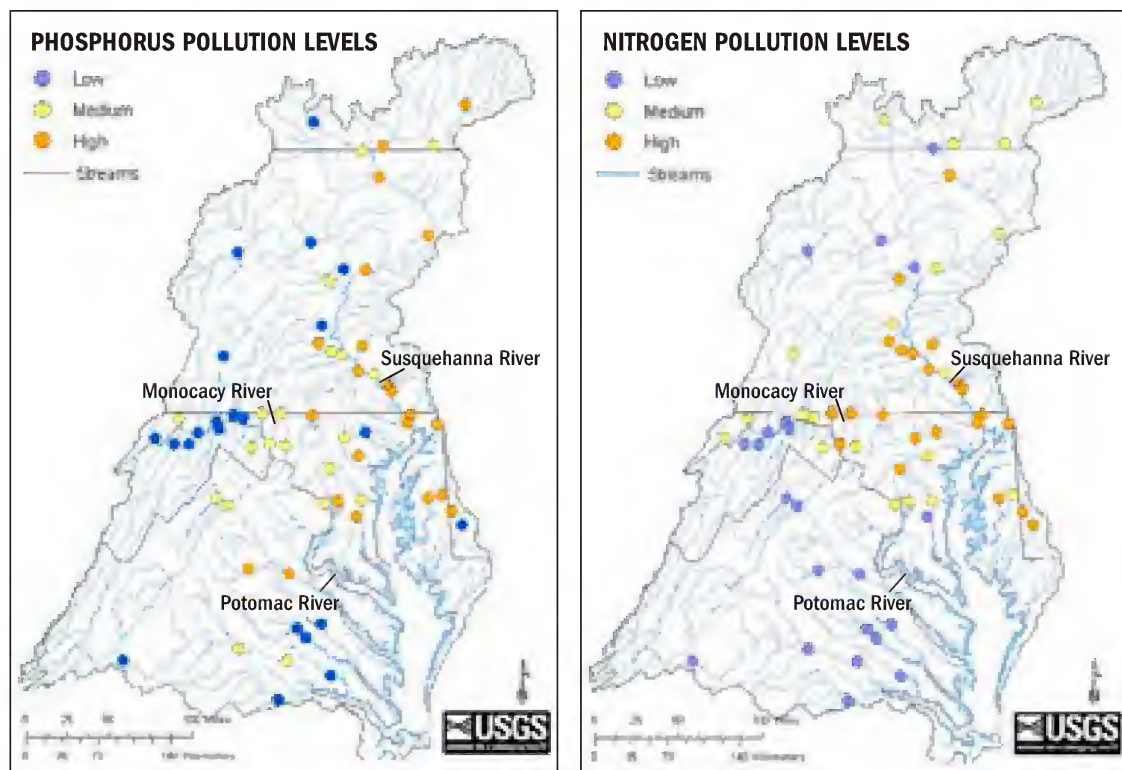 PHOSPHORUS POLLUTION LEVELS
Low
Medium
High
Streams
Susquehanna River
Monocacy River
Potomac River
USGS
NITROGEN POLLUTION LEVELS
Low
Medium
High
Streams
Susquehanna River
Monocacy River
Potomac River
USGS